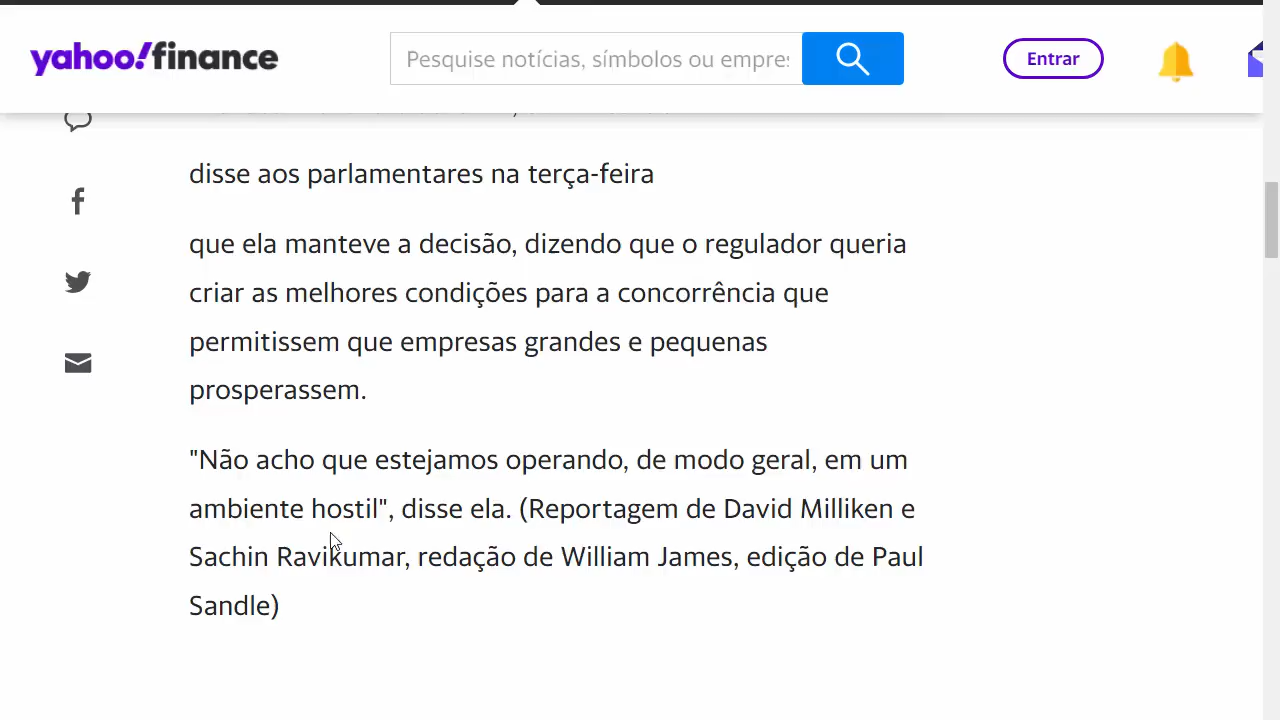 yahoo!finance
Pesquise notícias, símbolos ou empre
Entrar
disse aos parlamentares na terça-feira
que ela manteve a decisão, dizendo que o regulador queria
criar as melhores condições para a concorrência que
permitissem que empresas grandes e pequenas
prosperassem.
"Não acho que estejamos operando, de modo geral, em um
ambiente hostil", disse ela. (Reportagem de David Milliken e
Sachin Ravikumar, redação de William James, edição de Paul
Sandle)